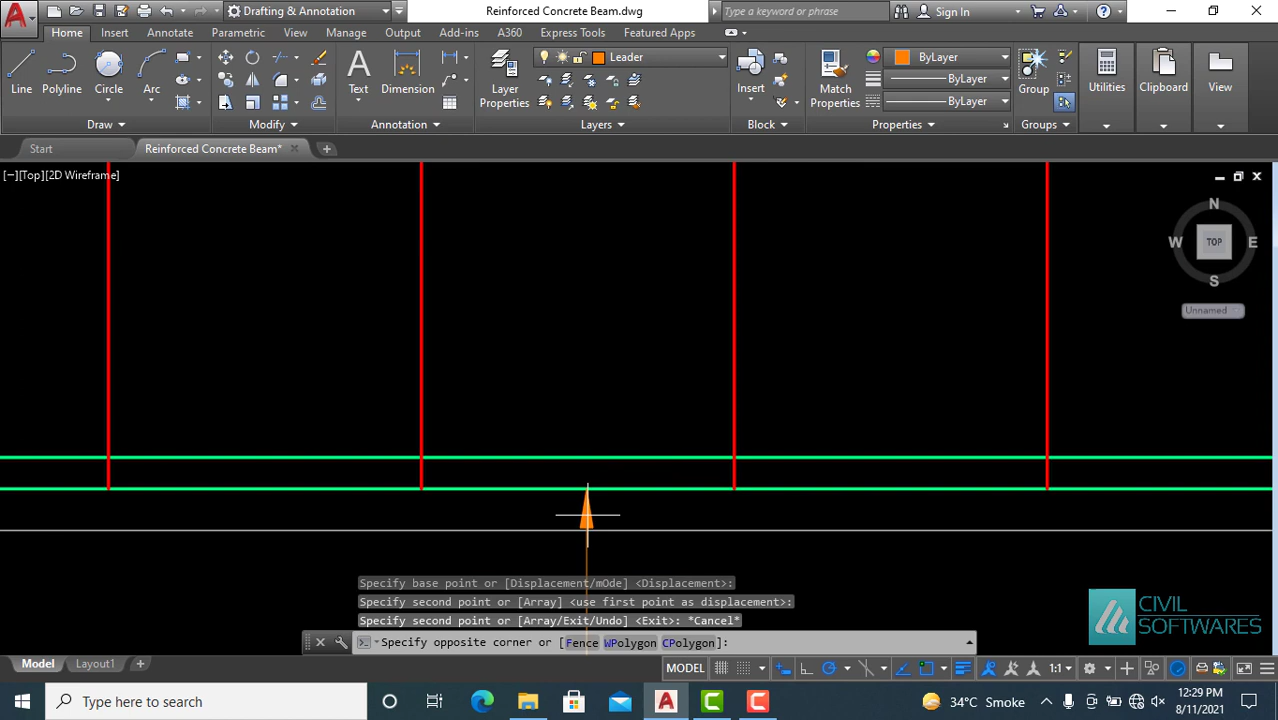 Drafting & Annotation
Reinforced Concrete Beam.dwg
Type a keyword or phrase
Sign In
Home Insert Annotate Parametric View Manage Output Add-ins A360 Express Tools Featured Apps
Leader
ByLayer
ByLayer
ByLayer
Line Polyline Circle Arc
Text Dimension
Layer Properties
Insert
Match Properties
Group
Utilities
Clipboard
View
Draw Modify Annotation Layers Block Properties Groups
Start
Reinforced Concrete Beam*
[−][Top][2D Wireframe]
N
W TOP E
S
Unnamed
Specify base point or [Displacement/mOde] <Displacement>:
Specify second point or [Array] <use first point as displacement>:
Specify second point or [Array/Exit/Undo] <Exit>: *Cancel*
Specify opposite corner or [Fence WPolygon CPolygon]:
CIVIL
SOFTWARES
Model Layout1
MODEL
1:1
Type here to search
34°C Smoke
12:29 PM
8/11/2021